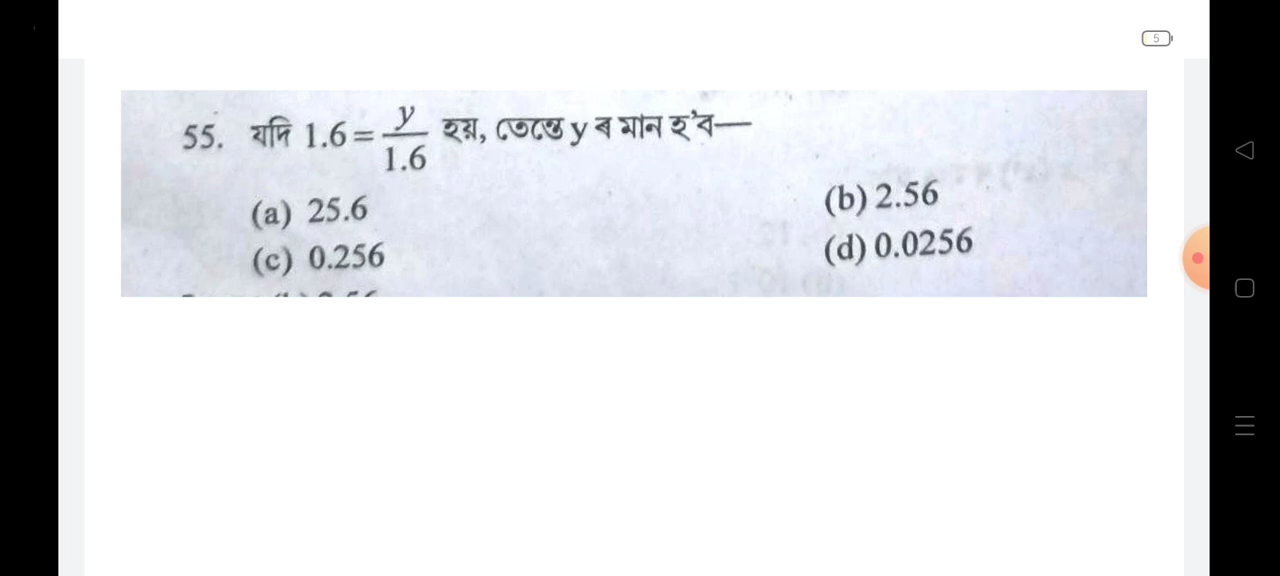 5
55. যদি 1.6 = y/1.6 হয়, তেন্তে y ৰ মান হ'ব—
(a) 25.6 (b) 2.56
(c) 0.256 (d) 0.0256